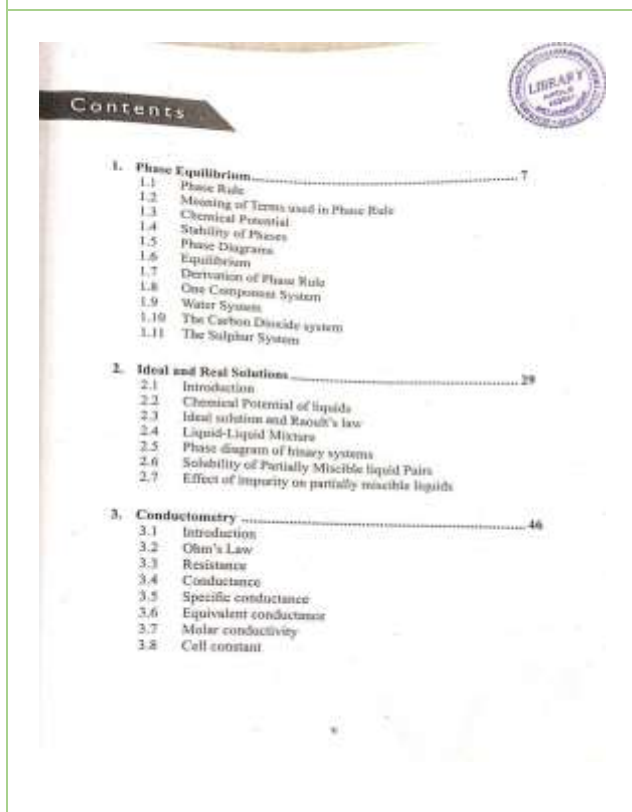 LIBRARY
Contents
1. Phase Equilibrium ........ 7
1.1 Phase Rule
1.2 Meaning of Terms used in Phase Rule
1.3 Chemical Potential
1.4 Stability of Phases
1.5 Phase Diagrams
1.6 Equilibrium
1.7 Derivation of Phase Rule
1.8 One Component System
1.9 Water System
1.10 The Carbon Dioxide system
1.11 The Sulphur System
2. Ideal and Real Solutions ........ 29
2.1 Introduction
2.2 Chemical Potential of liquids
2.3 Ideal solution and Raoult's law
2.4 Liquid-Liquid Mixture
2.5 Phase diagram of binary systems
2.6 Solubility of Partially Miscible liquid Pairs
2.7 Effect of impurity on partially miscible liquids
3. Conductometry ........ 46
3.1 Introduction
3.2 Ohm's Law
3.3 Resistance
3.4 Conductance
3.5 Specific conductance
3.6 Equivalent conductance
3.7 Molar conductivity
3.8 Cell constant